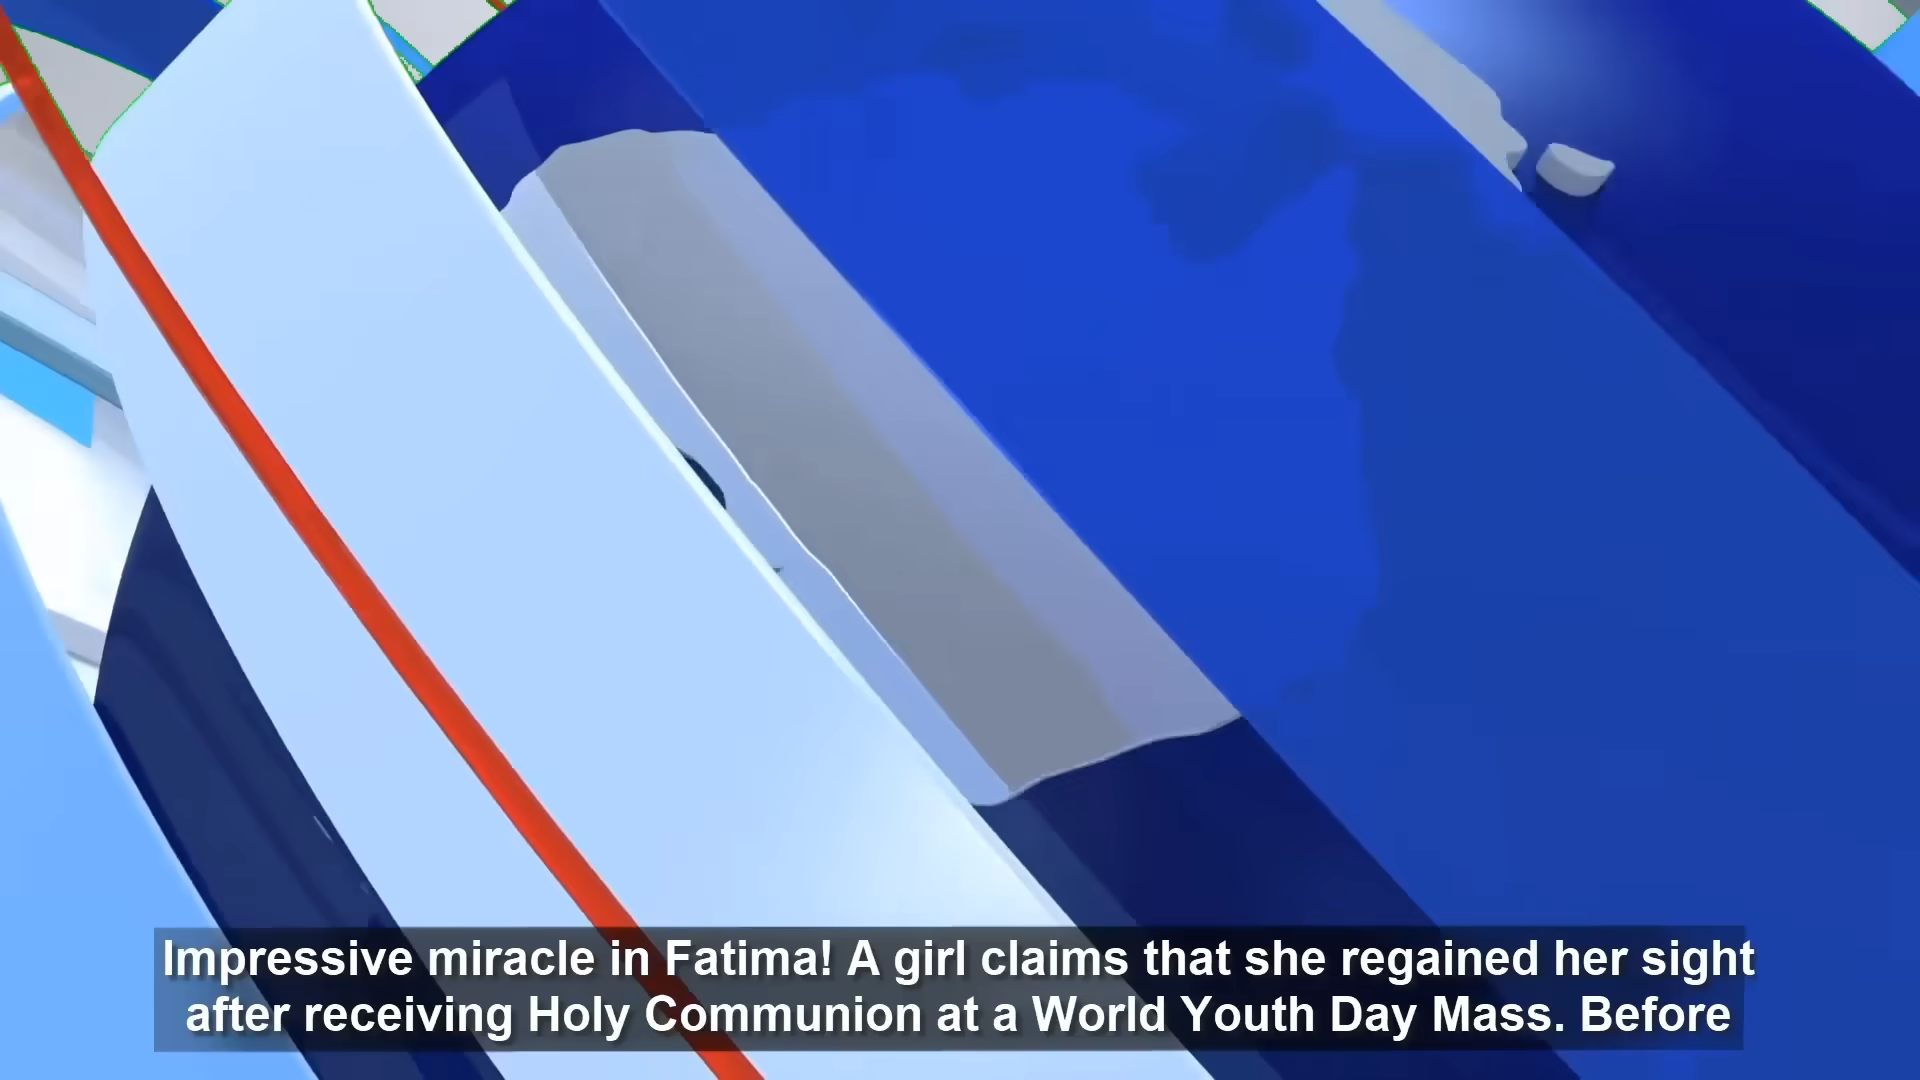 Impressive miracle in Fatima! A girl claims that she regained her sight
after receiving Holy Communion at a World Youth Day Mass. Before